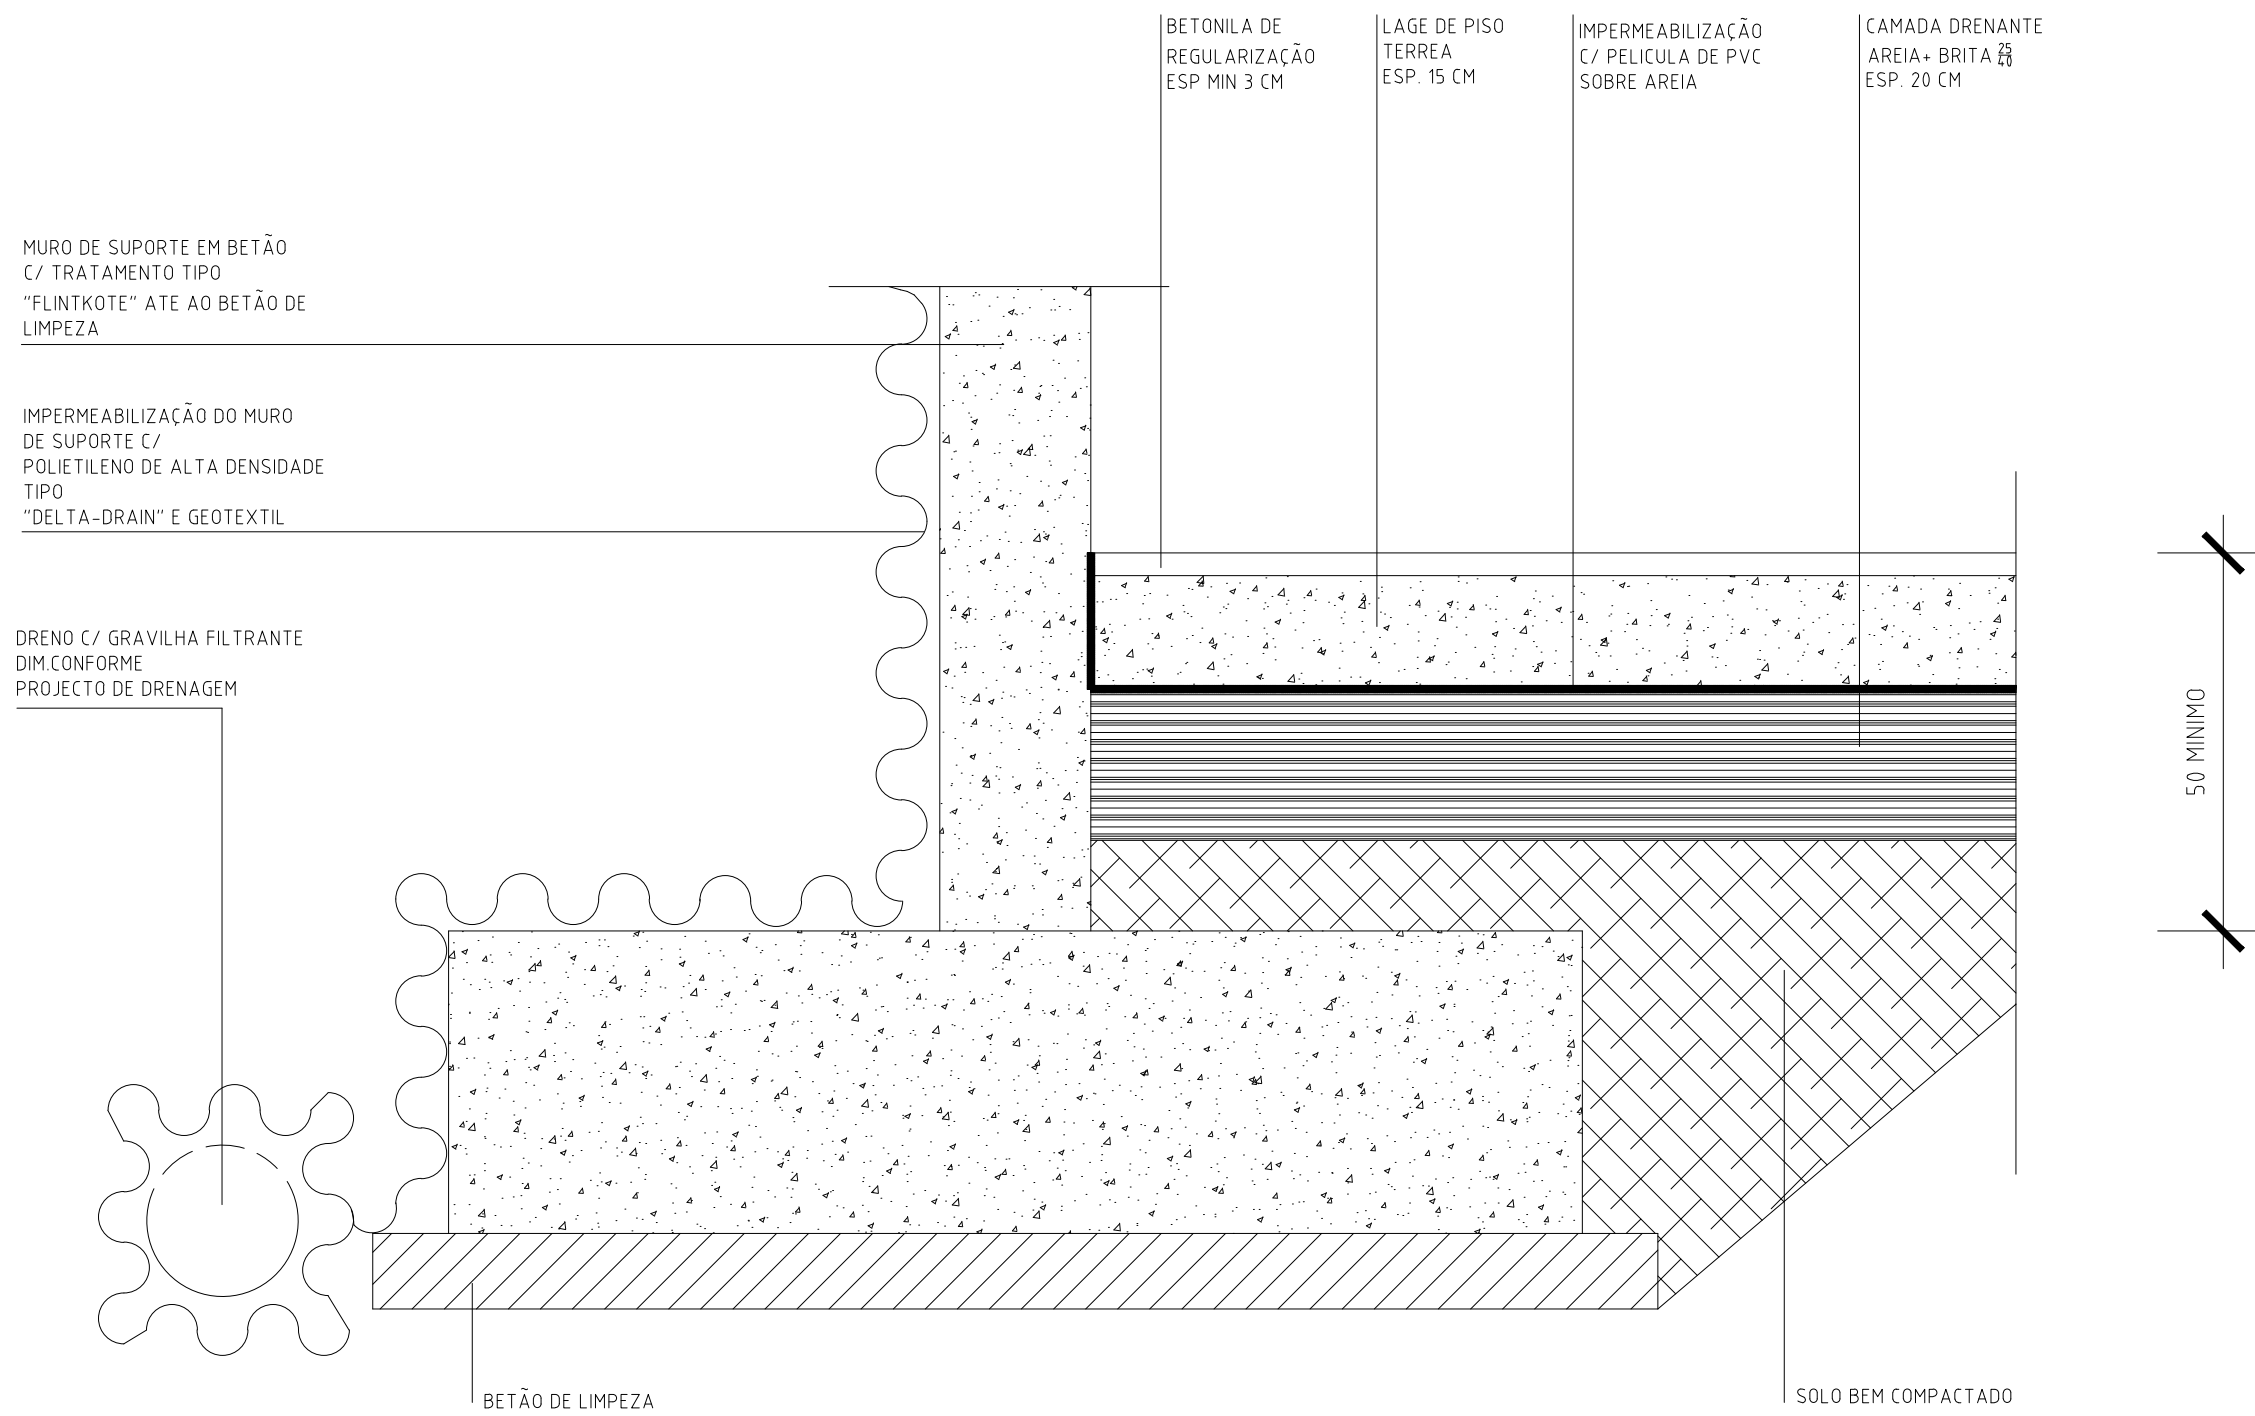 BETONILA DE
REGULARIZAÇÃO
ESP MIN 3 CM
LAGE DE PISO
TERREA
ESP. 15 CM
IMPERMEABILIZAÇÃO
C/ PELICULA DE PVC
SOBRE AREIA
CAMADA DRENANTE
AREIA+ BRITA 25/40
ESP. 20 CM
MURO DE SUPORTE EM BETÃO
C/ TRATAMENTO TIPO
"FLINTKOTE" ATE AO BETÃO DE
LIMPEZA
IMPERMEABILIZAÇÃO DO MURO
DE SUPORTE C/
POLIETILENO DE ALTA DENSIDADE
TIPO
"DELTA-DRAIN" E GEOTEXTIL
DRENO C/ GRAVILHA FILTRANTE
DIM.CONFORME
PROJECTO DE DRENAGEM
50 MINIMO
BETÃO DE LIMPEZA
SOLO BEM COMPACTADO